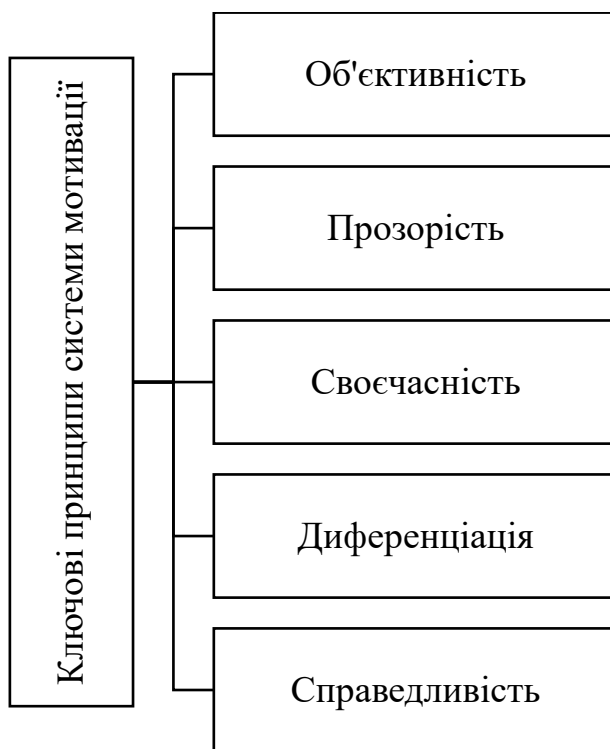 Ключові принципи системи мотивації
Об'єктивність
Прозорість
Своєчасність
Диференціація
Справедливість